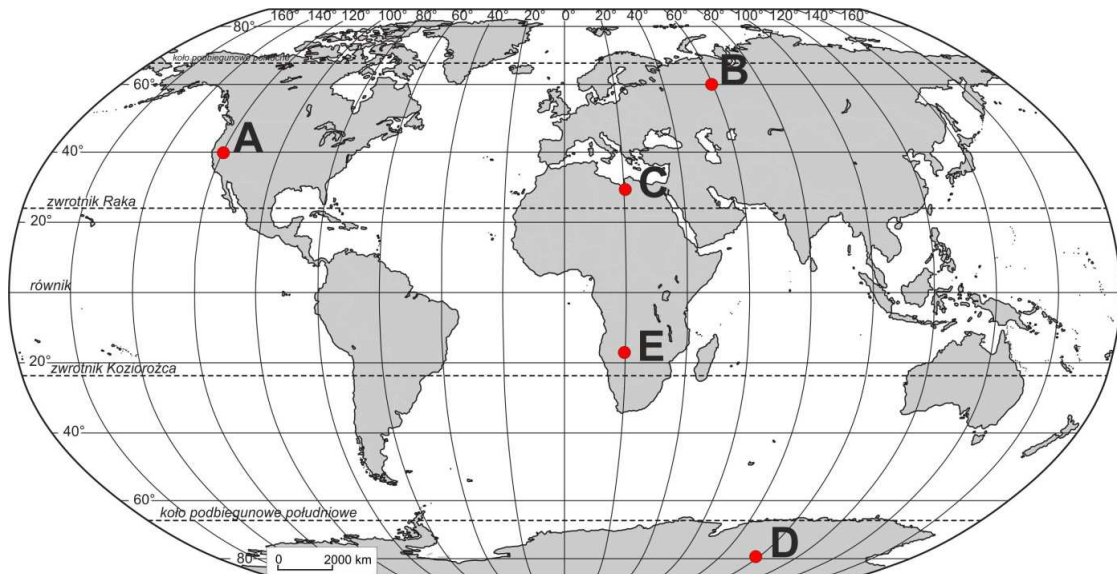 160° 140° 120° 100° 80° 60° 40° 20° 0° 20° 40° 60° 80° 100° 120° 140° 160°
80°
koło podbiegunowe północne
B
60°
A
40°
C
zwrotnik Raka
20°
równik
E
20°
zwrotnik Koziorożca
40°
60°
koło podbiegunowe południowe
D
80°
0 2000 km